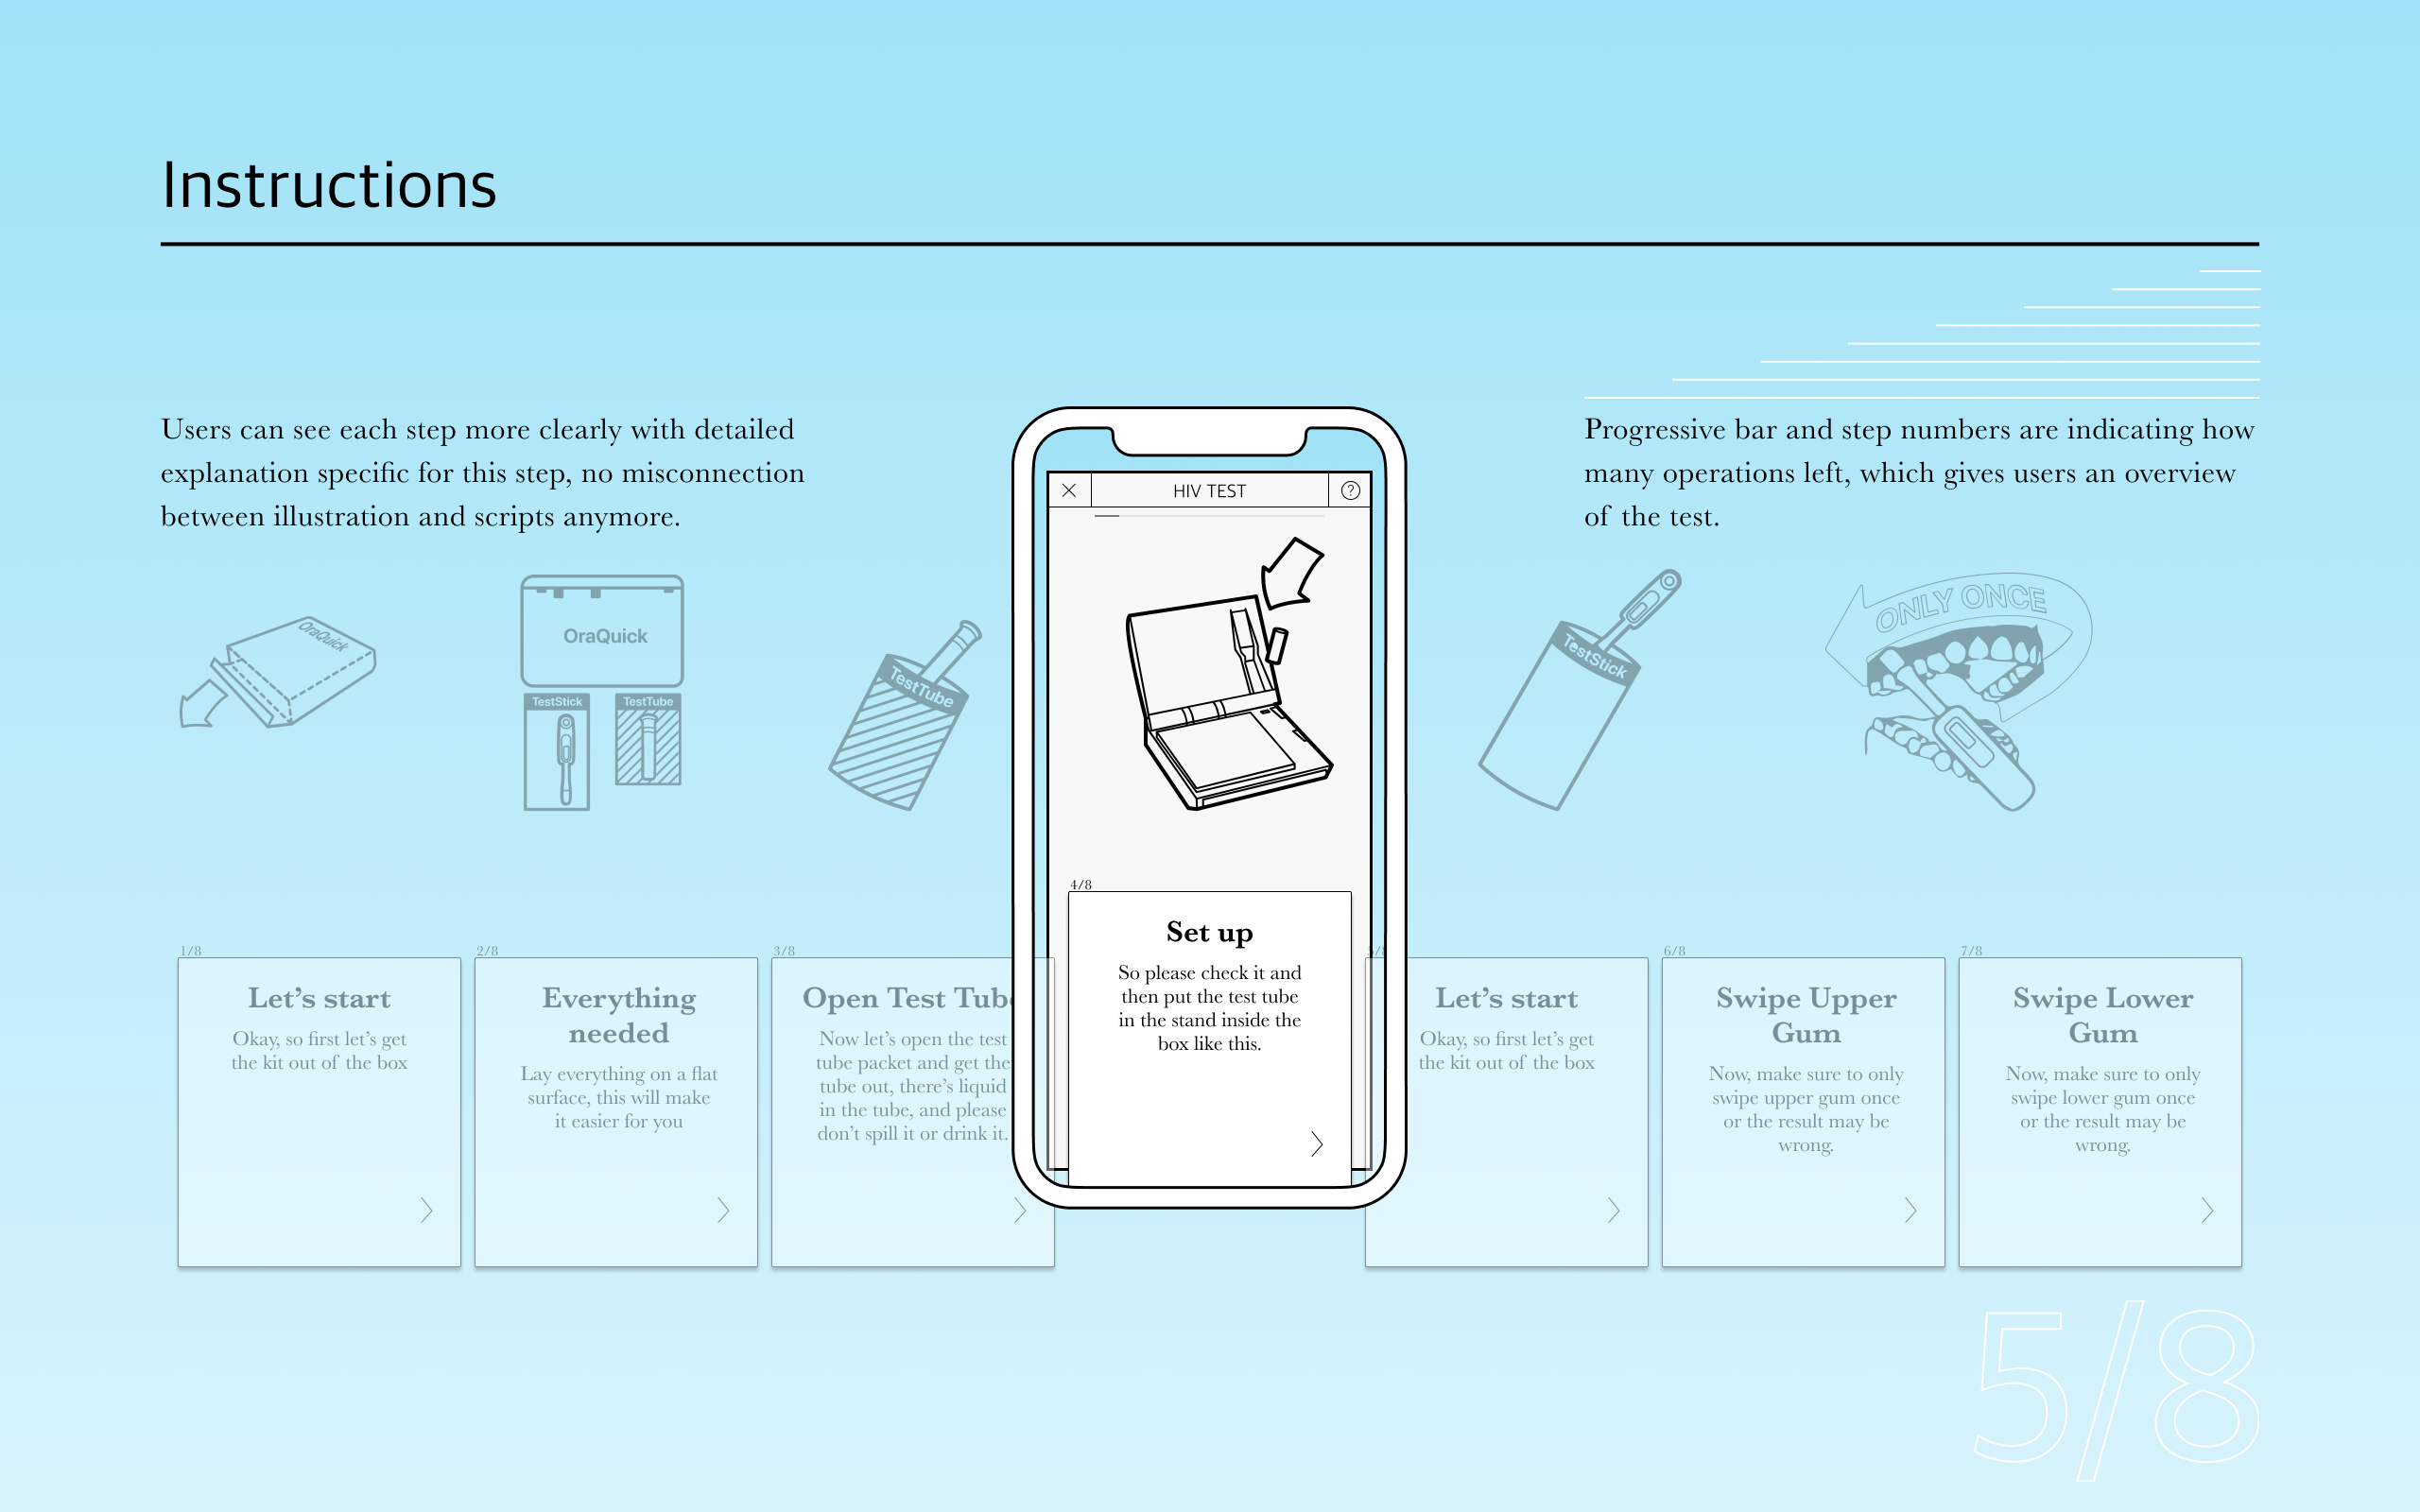 Instructions
Users can see each step more clearly with detailed
explanation specific for this step, no misconnection
between illustration and scripts anymore.
Progressive bar and step numbers are indicating how
many operations left, which gives users an overview
of the test.
HIV TEST
?
OraQuick
OraQuick
TestStick
TestTube
TestTube
TestStick
ONLY ONCE
1/8
Let’s start
Okay, so first let’s get
the kit out of the box
2/8
Everything
needed
Lay everything on a flat
surface, this will make
it easier for you
3/8
Open Test Tube
Now let’s open the test
tube packet and get the
tube out, there’s liquid
in the tube, and please
don’t spill it or drink it.
4/8
Set up
So please check it and
then put the test tube
in the stand inside the
box like this.
5/8
Let’s start
Okay, so first let’s get
the kit out of the box
6/8
Swipe Upper
Gum
Now, make sure to only
swipe upper gum once
or the result may be
wrong.
7/8
Swipe Lower
Gum
Now, make sure to only
swipe lower gum once
or the result may be
wrong.
5/8